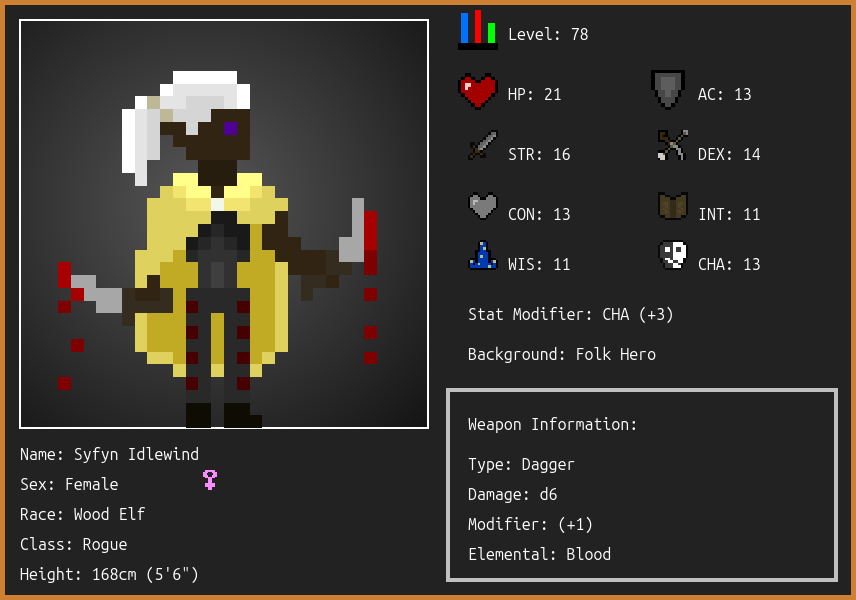 Level: 78
HP: 21
AC: 13
STR: 16
DEX: 14
CON: 13
INT: 11
WIS: 11
CHA: 13
Stat Modifier: CHA (+3)
Background: Folk Hero
Weapon Information:
Type: Dagger
Damage: d6
Modifier: (+1)
Elemental: Blood
Name: Syfyn Idlewind
Sex: Female
Race: Wood Elf
Class: Rogue
Height: 168cm (5'6")